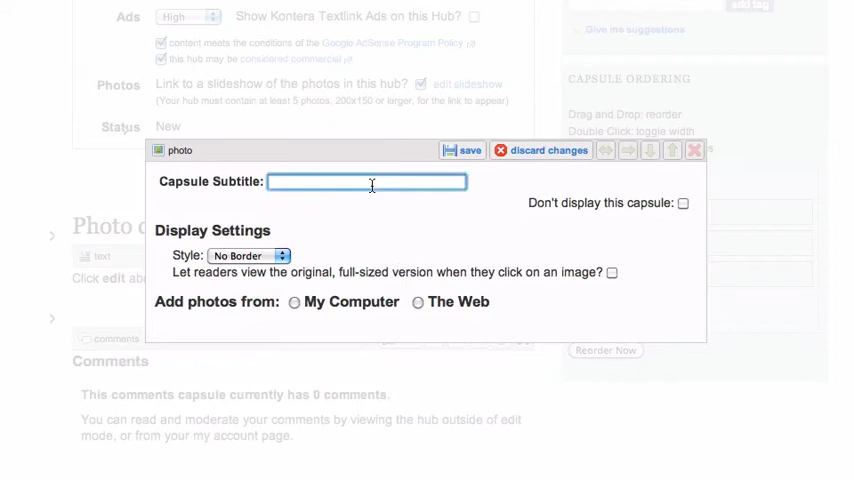 add tag
Ads High Show Kontera Textlink Ads on this Hub?
content meets the conditions of the Google AdSense Program Policy
this hub may be considered commercial
Give me suggestions
Photos Link to a slideshow of the photos in this hub? edit slideshow
(Your hub must contain at least 5 photos, 200x150 or larger, for the link to appear)
CAPSULE ORDERING
Drag and Drop: reorder
Status New
Double Click: toggle width
photo save discard changes
Capsule Subtitle:
Don't display this capsule:
Photo
Display Settings
text Style: No Border
Click edit
Let readers view the original, full-sized version when they click on an image?
Add photos from: My Computer The Web
comments
Reorder Now
Comments
This comments capsule currently has 0 comments.
You can read and moderate your comments by viewing the hub outside of edit
mode, or from your my account page.